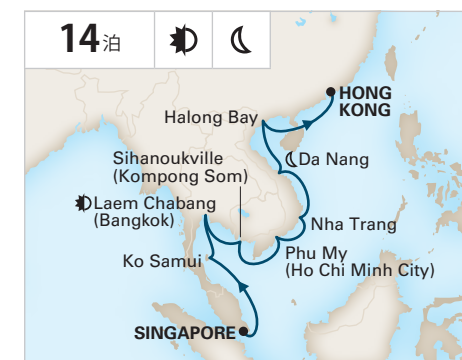 14泊
HONG
KONG
Halong Bay
Da Nang
Sihanoukville
(Kompong Som)
Laem Chabang
(Bangkok)
Nha Trang
Phu My
(Ho Chi Minh City)
Ko Samui
SINGAPORE